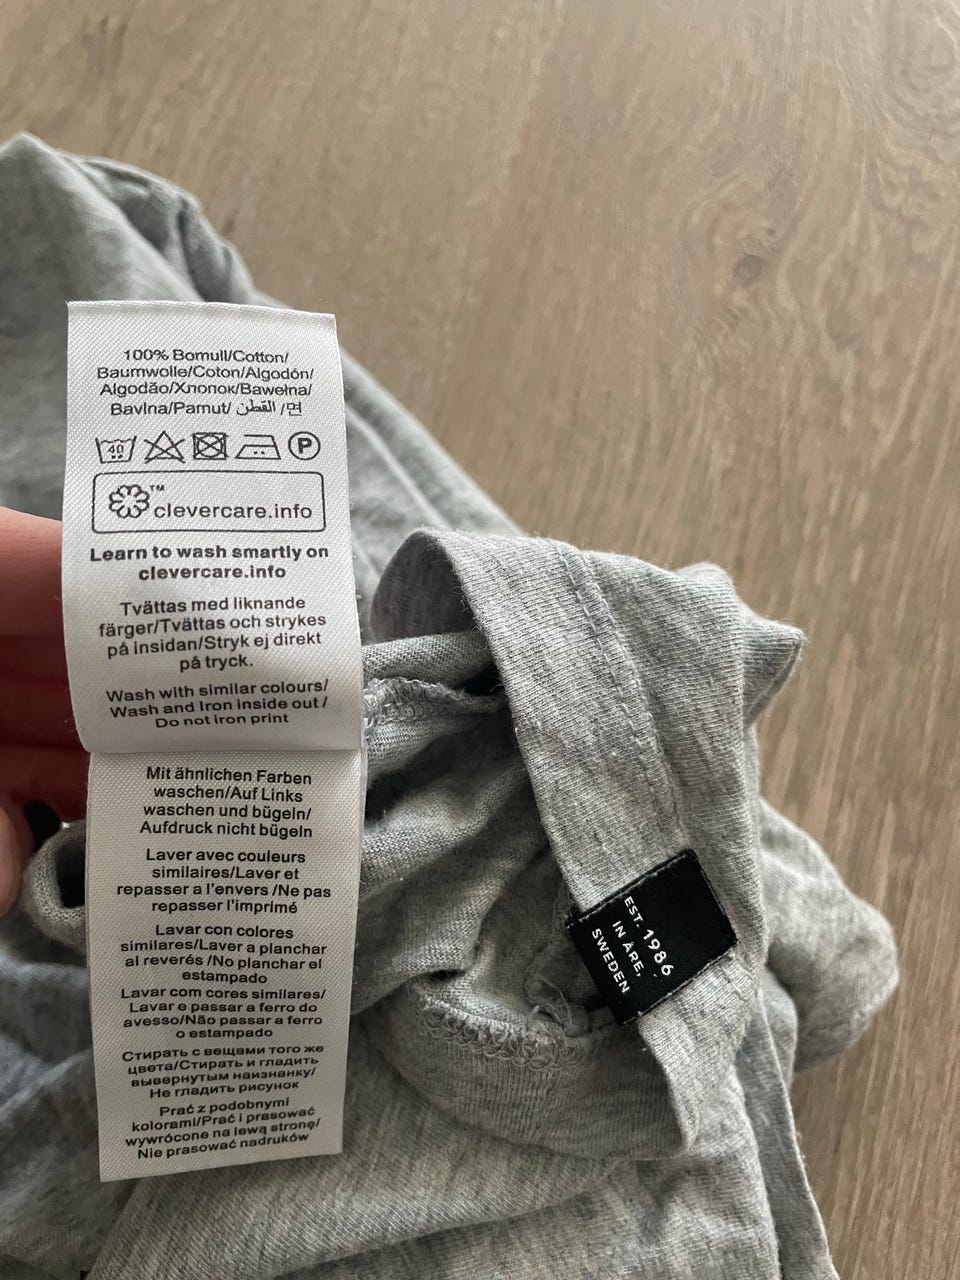 100% Bomull/Cotton/
Baumwolle/Coton/Algodón/
Algodão/Хлопок/Bawełna/
Bavlna/Pamut/ القطن /면
40 P
TM
clevercare.info
Learn to wash smartly on
clevercare.info
Tvättas med liknande
färger/Tvättas och strykes
på insidan/Stryk ej direkt
på tryck.
Wash with similar colours/
Wash and Iron inside out /
Do not iron print
Mit ähnlichen Farben
waschen/Auf Links
waschen und bügeln/
Aufdruck nicht bügeln
Laver avec couleurs
similaires/Laver et
repasser a l'envers /Ne pas
repasser l'imprimé
Lavar con colores
similares/Laver a planchar
al reverés/No planchar el
estampado
Lavar com cores similares/
Lavar e passar a ferro do
avesso/Não passar a ferro
o estampado
Стирать с вещами того же
цвета/Стирать и гладить
вывернутым наизнанку/
Не гладить рисунок
Prać z podobnymi
kolorami/Prać i prasować
wywrócone na lewą stronę/
Nie prasować nadruków
EST. 1986
IN ÅRE,
SWEDEN